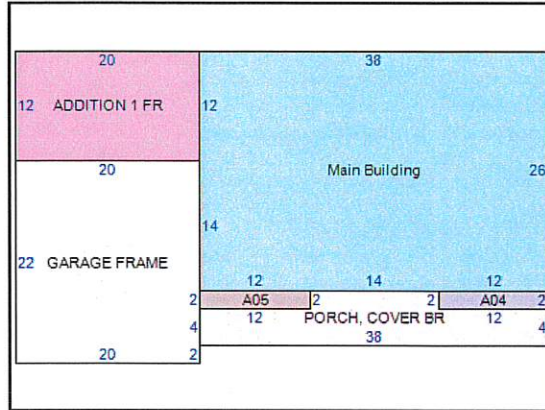 20 38
12 ADDITION 1 FR 12
20 Main Building 26
14
22 GARAGE FRAME
12 14 12
2 A05 2 2 A04 2
4 12 PORCH, COVER BR 12 4
38
20 2